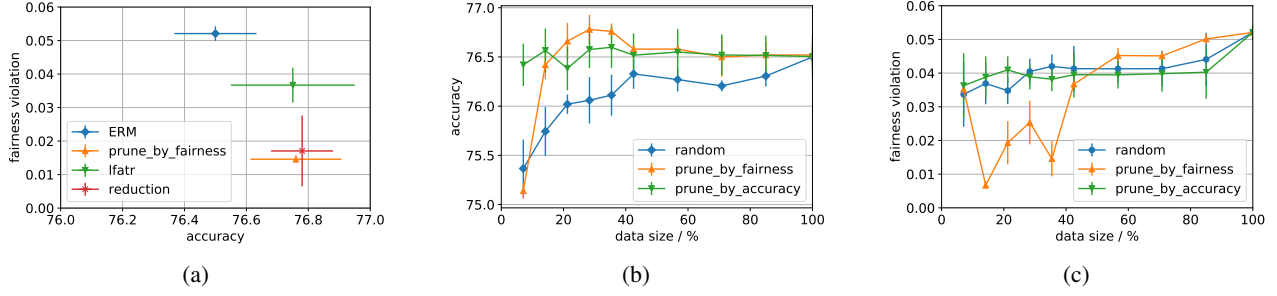 0.06
0.05
0.04
0.03
0.02
0.01
0.00
fairness violation
ERM
prune_by_fairness
lfatr
reduction
76.0
76.2
76.4
76.6
76.8
77.0
accuracy
(a)
77.0
76.5
76.0
75.5
75.0
accuracy
random
prune_by_fairness
prune_by_accuracy
0
20
40
60
80
100
data size / %
(b)
0.06
0.05
0.04
0.03
0.02
0.01
0.00
fairness violation
random
prune_by_fairness
prune_by_accuracy
0
20
40
60
80
100
data size / %
(c)